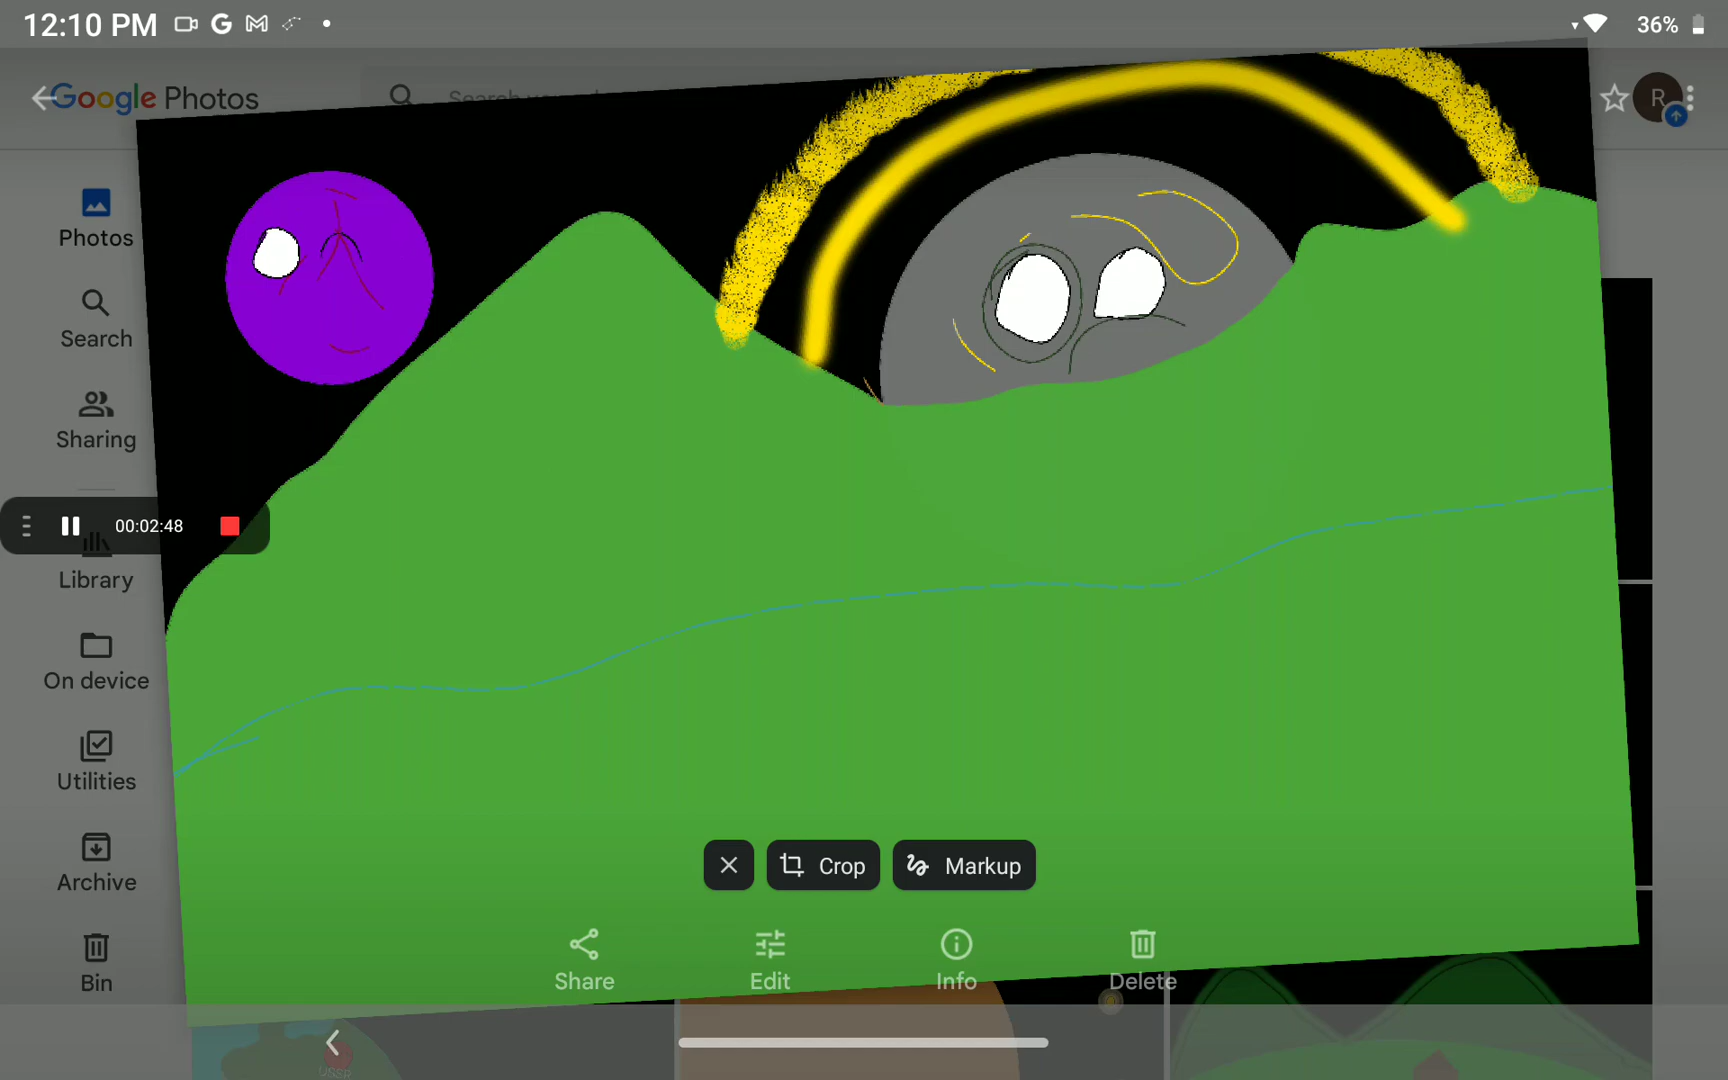 12:10 PM
36%
Google Photos
R
Photos
Search
Sharing
00:02:48
Library
On device
Utilities
Archive
Bin
Crop
Markup
Share
Edit
Info
Delete
USSR